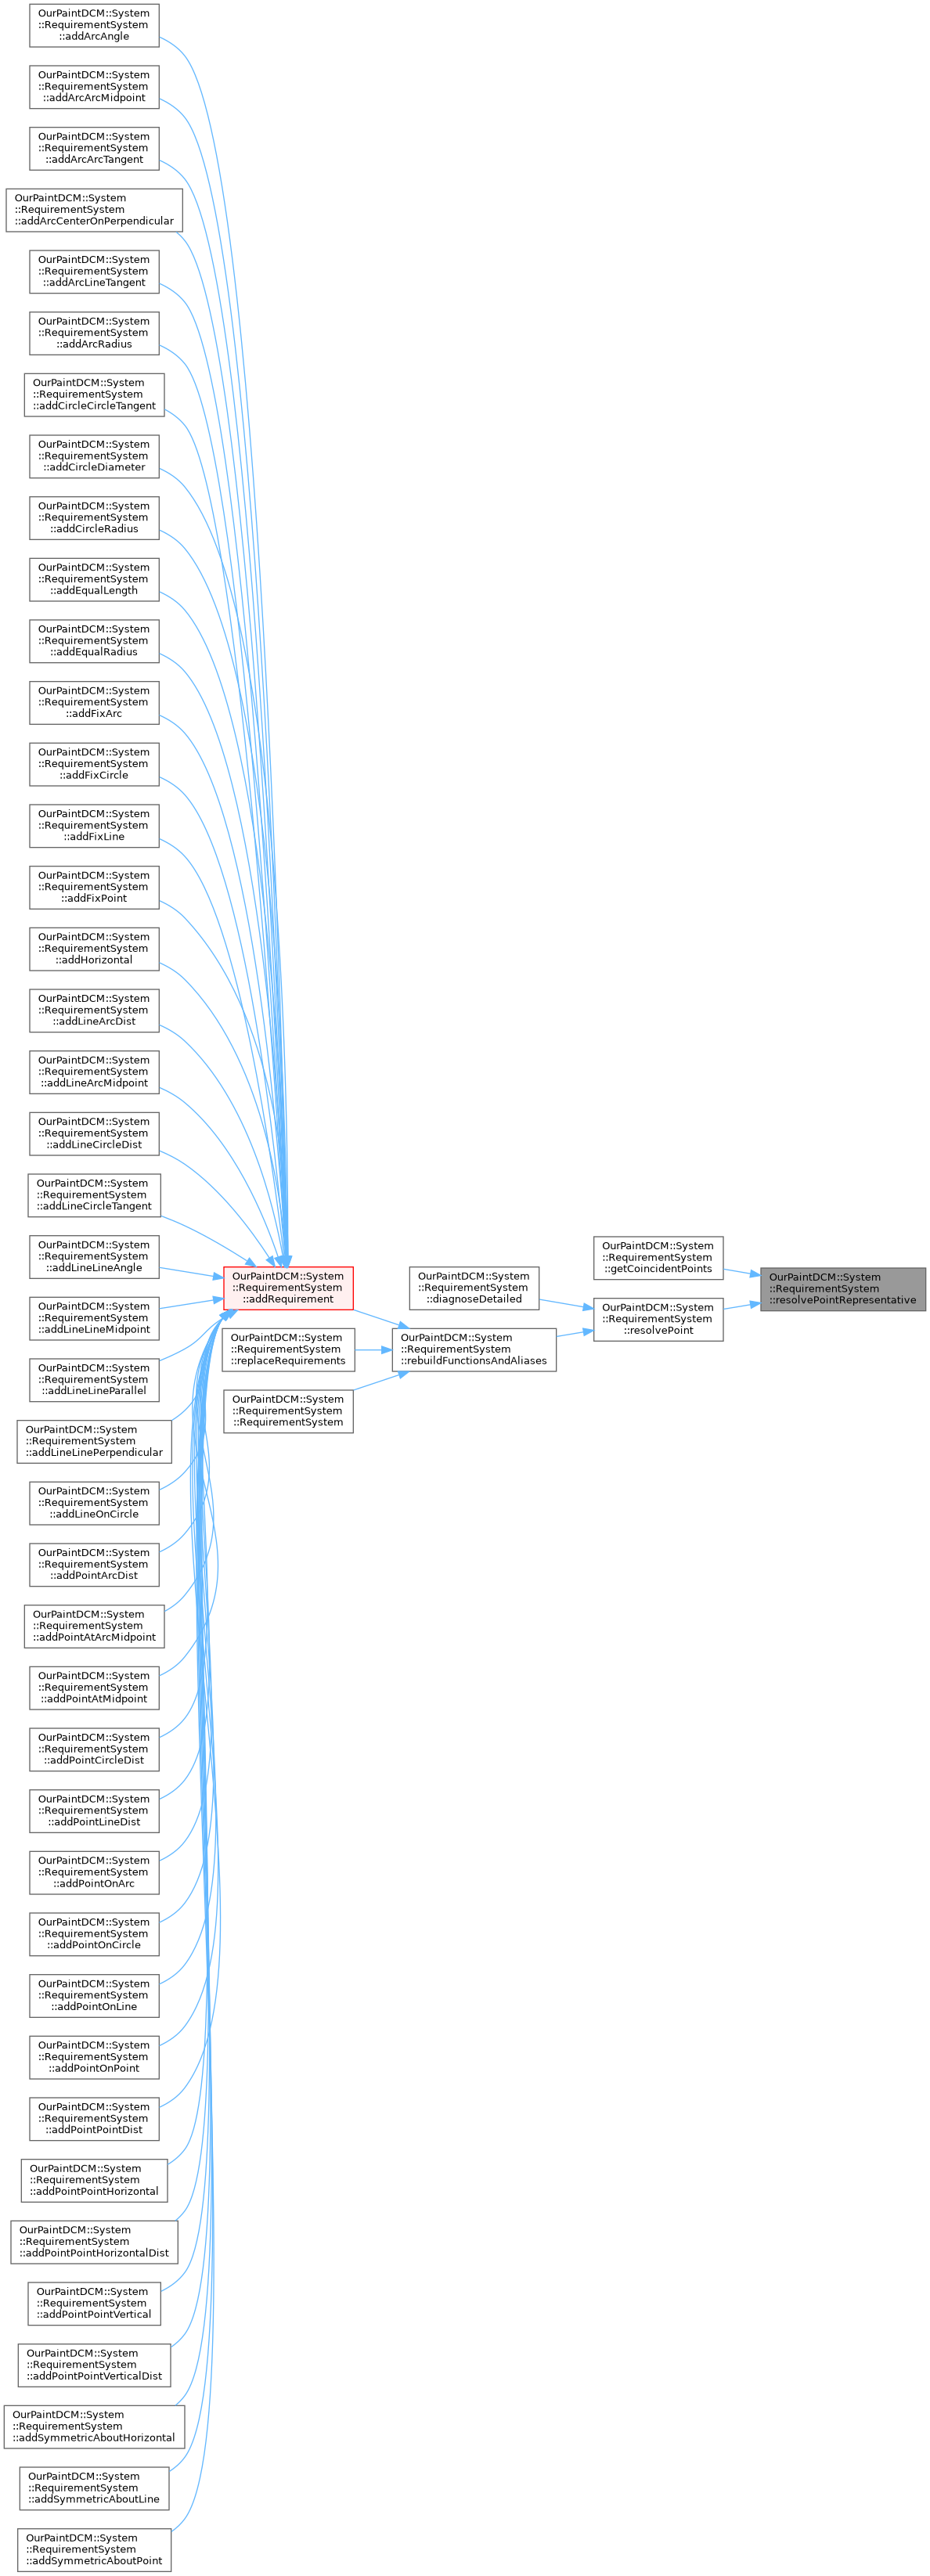 OurPaintDCM::System
::RequirementSystem
::addArcAngle
OurPaintDCM::System
::RequirementSystem
::addArcArcMidpoint
OurPaintDCM::System
::RequirementSystem
::addArcArcTangent
OurPaintDCM::System
::RequirementSystem
::addArcCenterOnPerpendicular
OurPaintDCM::System
::RequirementSystem
::addArcLineTangent
OurPaintDCM::System
::RequirementSystem
::addArcRadius
OurPaintDCM::System
::RequirementSystem
::addCircleCircleTangent
OurPaintDCM::System
::RequirementSystem
::addCircleDiameter
OurPaintDCM::System
::RequirementSystem
::addCircleRadius
OurPaintDCM::System
::RequirementSystem
::addEqualLength
OurPaintDCM::System
::RequirementSystem
::addEqualRadius
OurPaintDCM::System
::RequirementSystem
::addFixArc
OurPaintDCM::System
::RequirementSystem
::addFixCircle
OurPaintDCM::System
::RequirementSystem
::addFixLine
OurPaintDCM::System
::RequirementSystem
::addFixPoint
OurPaintDCM::System
::RequirementSystem
::addHorizontal
OurPaintDCM::System
::RequirementSystem
::addLineArcDist
OurPaintDCM::System
::RequirementSystem
::addLineArcMidpoint
OurPaintDCM::System
::RequirementSystem
::addLineCircleDist
OurPaintDCM::System
::RequirementSystem
::addLineCircleTangent
OurPaintDCM::System
::RequirementSystem
::addLineLineAngle
OurPaintDCM::System
::RequirementSystem
::addLineLineMidpoint
OurPaintDCM::System
::RequirementSystem
::addLineLineParallel
OurPaintDCM::System
::RequirementSystem
::addLineLinePerpendicular
OurPaintDCM::System
::RequirementSystem
::addLineOnCircle
OurPaintDCM::System
::RequirementSystem
::addPointArcDist
OurPaintDCM::System
::RequirementSystem
::addPointAtArcMidpoint
OurPaintDCM::System
::RequirementSystem
::addPointAtMidpoint
OurPaintDCM::System
::RequirementSystem
::addPointCircleDist
OurPaintDCM::System
::RequirementSystem
::addPointLineDist
OurPaintDCM::System
::RequirementSystem
::addPointOnArc
OurPaintDCM::System
::RequirementSystem
::addPointOnCircle
OurPaintDCM::System
::RequirementSystem
::addPointOnLine
OurPaintDCM::System
::RequirementSystem
::addPointOnPoint
OurPaintDCM::System
::RequirementSystem
::addPointPointDist
OurPaintDCM::System
::RequirementSystem
::addPointPointHorizontal
OurPaintDCM::System
::RequirementSystem
::addPointPointHorizontalDist
OurPaintDCM::System
::RequirementSystem
::addPointPointVertical
OurPaintDCM::System
::RequirementSystem
::addPointPointVerticalDist
OurPaintDCM::System
::RequirementSystem
::addSymmetricAboutHorizontal
OurPaintDCM::System
::RequirementSystem
::addSymmetricAboutLine
OurPaintDCM::System
::RequirementSystem
::addSymmetricAboutPoint
OurPaintDCM::System
::RequirementSystem
::addRequirement
OurPaintDCM::System
::RequirementSystem
::replaceRequirements
OurPaintDCM::System
::RequirementSystem
::RequirementSystem
OurPaintDCM::System
::RequirementSystem
::diagnoseDetailed
OurPaintDCM::System
::RequirementSystem
::rebuildFunctionsAndAliases
OurPaintDCM::System
::RequirementSystem
::getCoincidentPoints
OurPaintDCM::System
::RequirementSystem
::resolvePoint
OurPaintDCM::System
::RequirementSystem
::resolvePointRepresentative